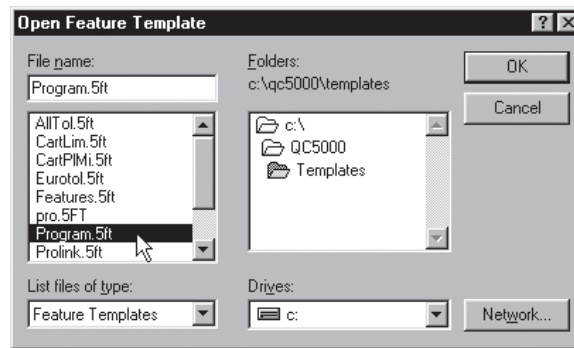 Open Feature Template
File name:
Program.5ft
AllTol.5ft
CartLim.5ft
CartPlMi.5ft
Eurotol.5ft
Features.5ft
pro.5FT
Program.5ft
Prolink.5ft
List files of type:
Feature Templates
Folders:
c:\qc5000\templates
c:\
QC5000
Templates
Drives:
c:
OK
Cancel
Network...